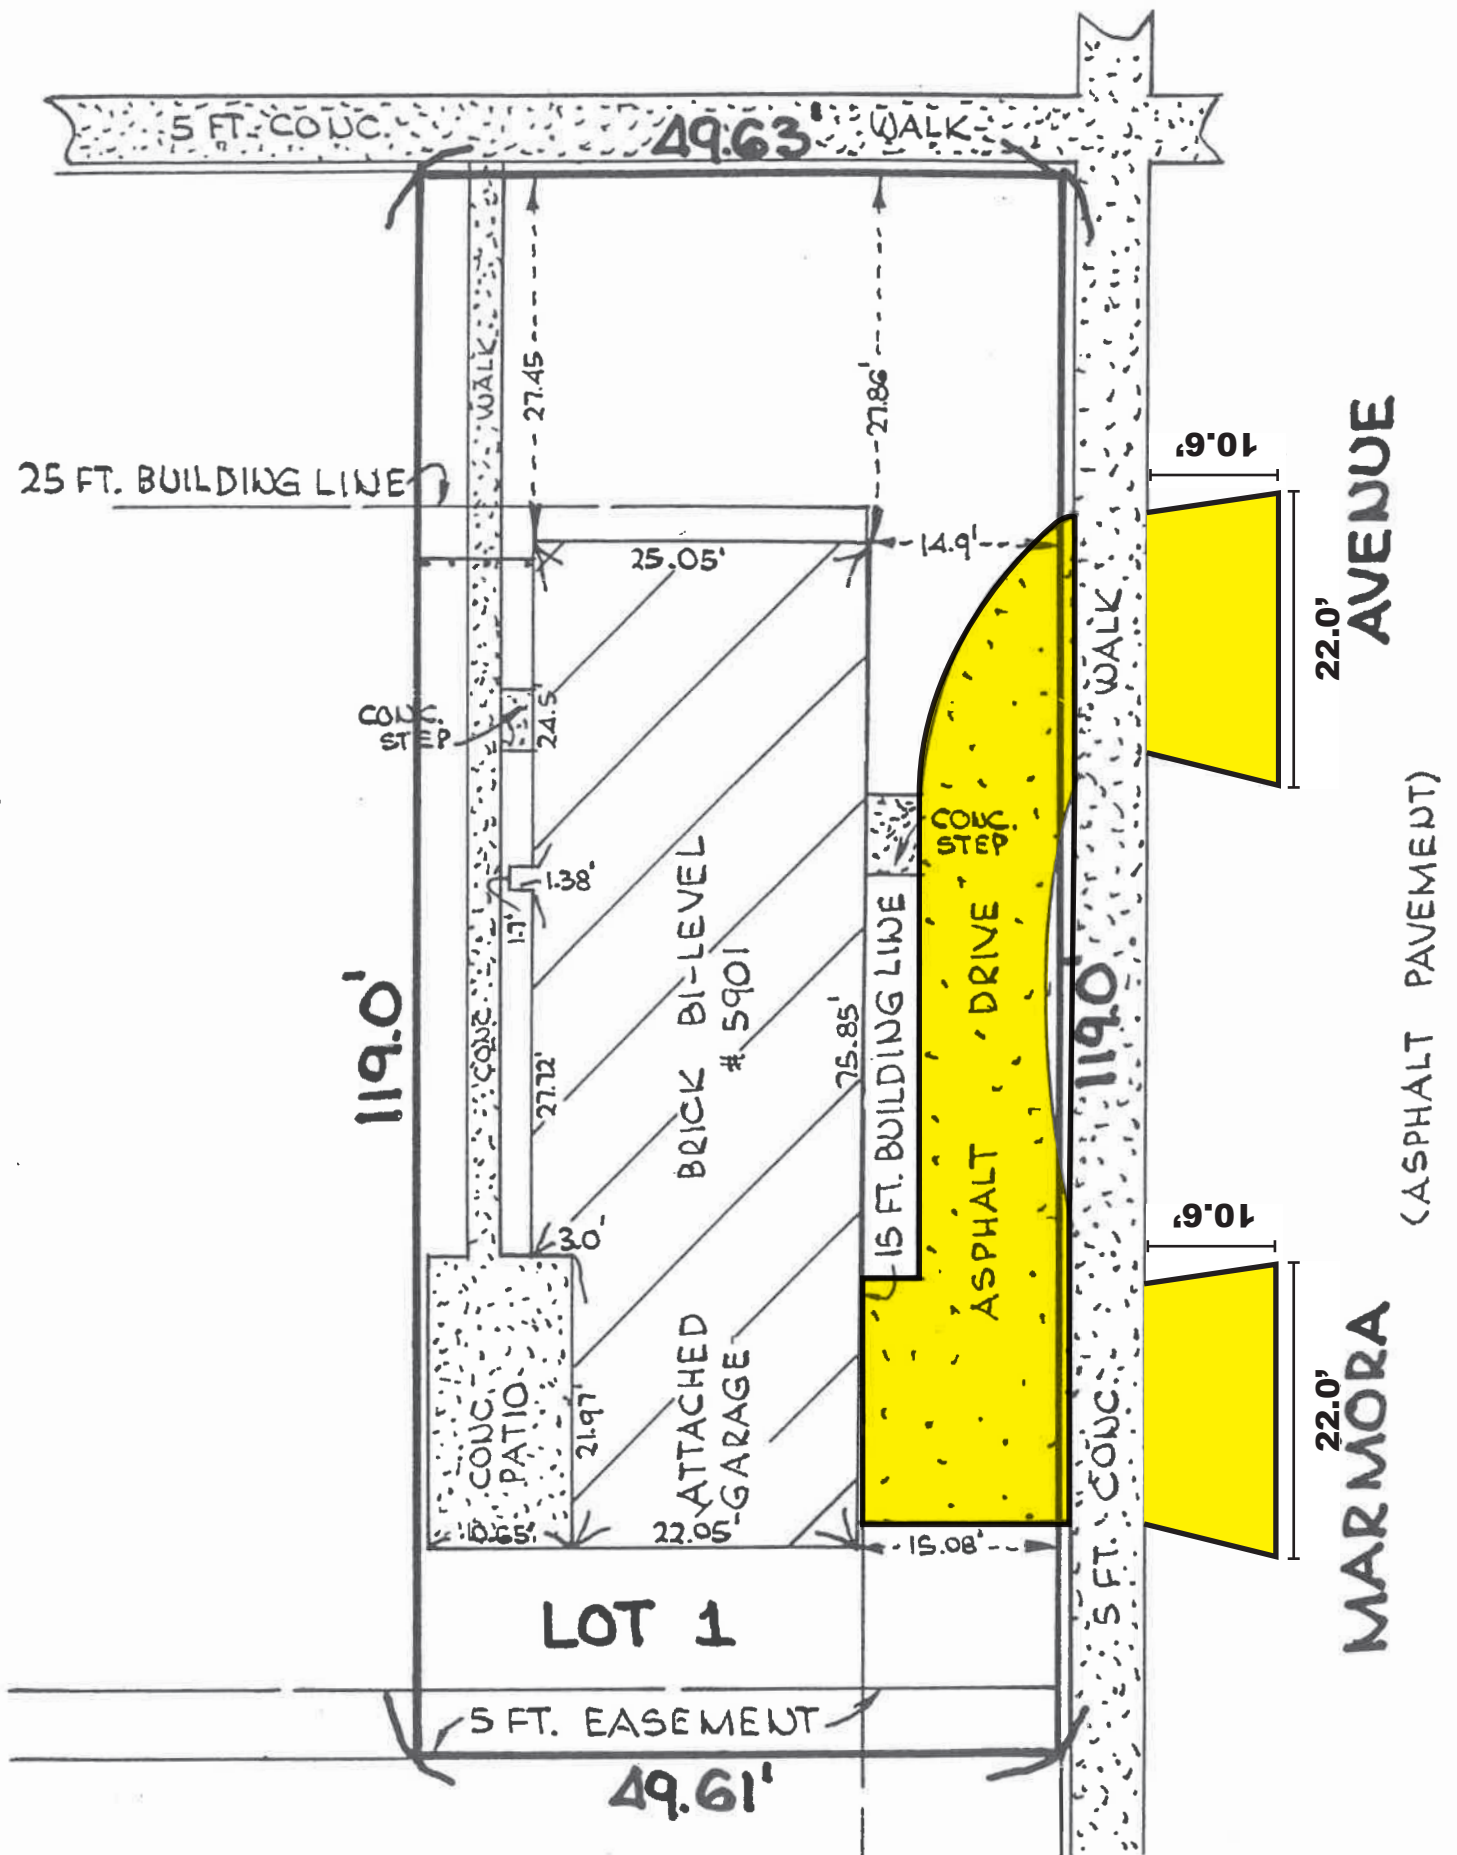 5 FT. CONC.
49.63'
WALK
WALK
27.45
27.86'
25 FT. BUILDING LINE
25.05'
14.9'
10.6'
22.0'
AVENUE
WALK
CONC.
STEP
24.5'
CONC.
STEP
1.38'
1.7'
BRICK BI-LEVEL
# 5901
75.85'
15 FT. BUILDING LINE
ASPHALT DRIVE
119.0'
119.0'
(ASPHALT PAVEMENT)
CONC.
27.72'
3.0'
10.6'
22.0'
MARMORA
CONC.
PATIO
21.97'
ATTACHED
GARAGE
10.65'
22.05'
15.08'
5 FT. CONC.
LOT 1
5 FT. EASEMENT
49.61'